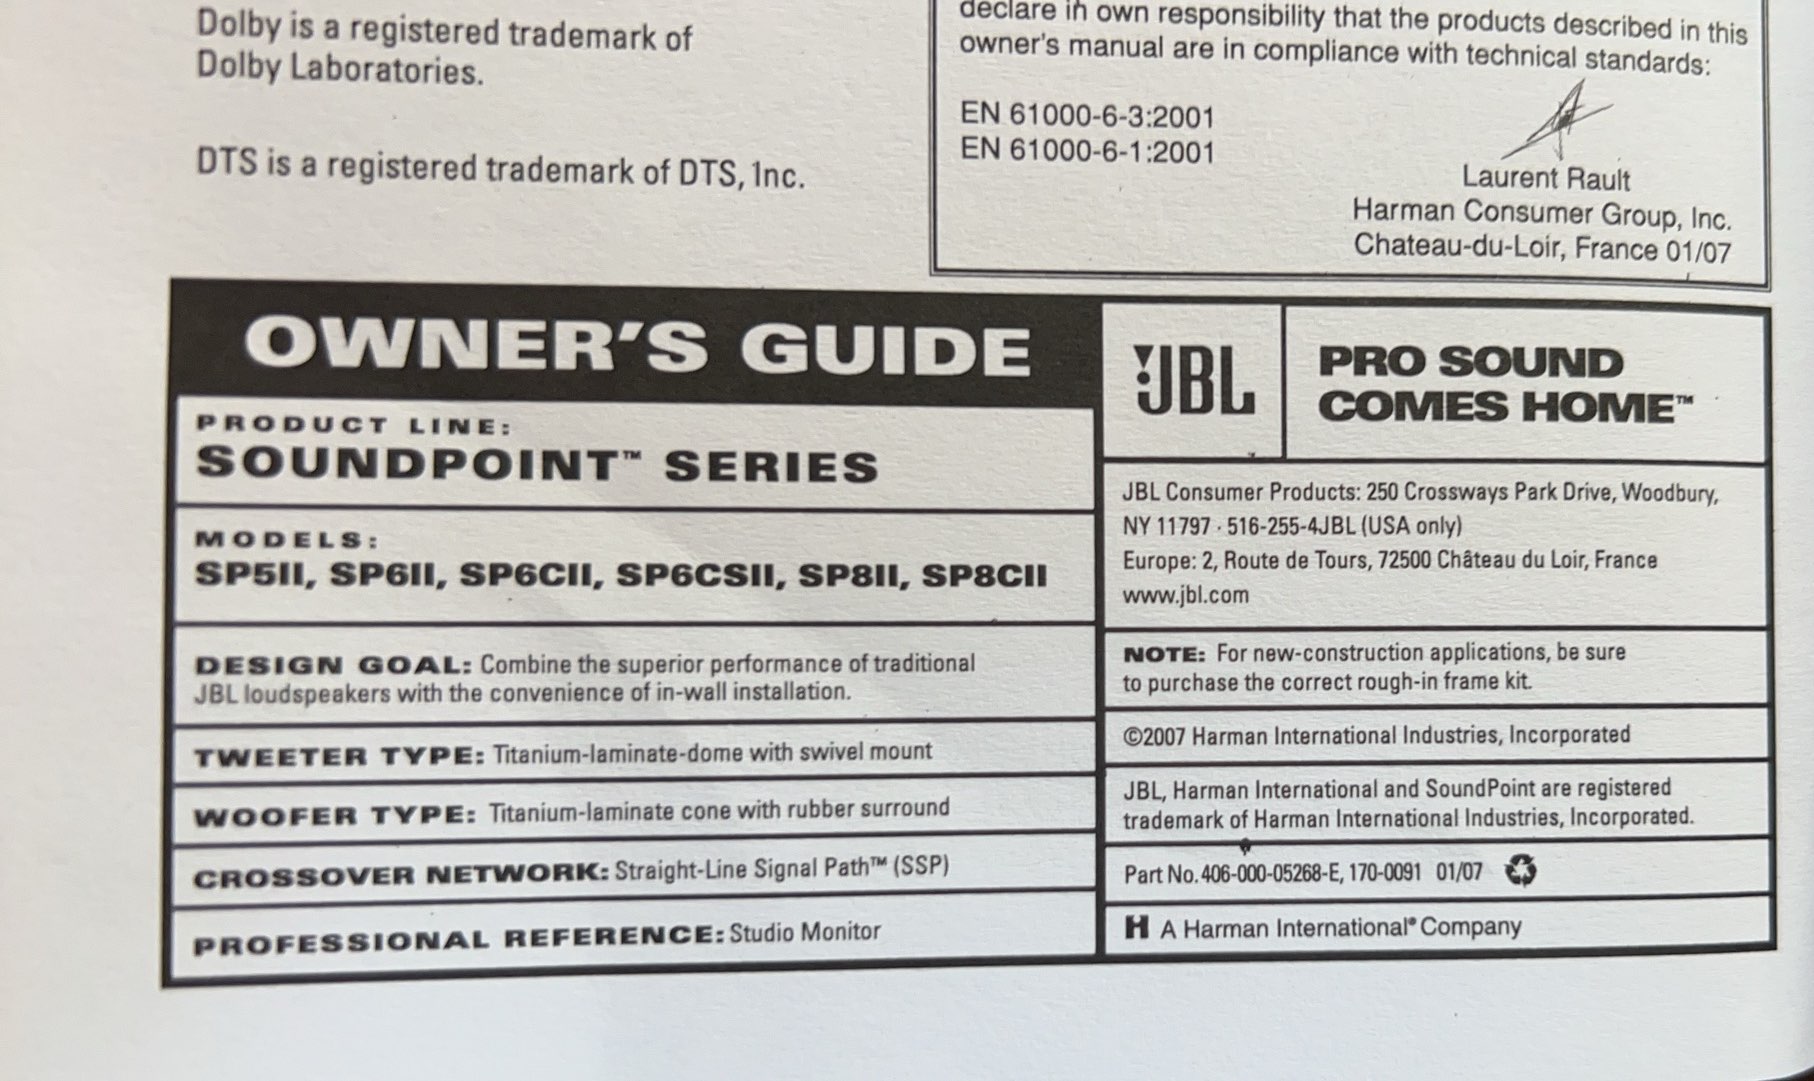 Dolby is a registered trademark of
Dolby Laboratories.
DTS is a registered trademark of DTS, Inc.
declare in own responsibility that the products described in this
owner's manual are in compliance with technical standards:
EN 61000-6-3:2001
EN 61000-6-1:2001
Laurent Rault
Harman Consumer Group, Inc.
Chateau-du-Loir, France 01/07
OWNER'S GUIDE
PRODUCT LINE:
SOUNDPOINT™ SERIES
MODELS:
SP5II, SP6II, SP6CII, SP6CSII, SP8II, SP8CII
DESIGN GOAL: Combine the superior performance of traditional
JBL loudspeakers with the convenience of in-wall installation.
TWEETER TYPE: Titanium-laminate-dome with swivel mount
WOOFER TYPE: Titanium-laminate cone with rubber surround
CROSSOVER NETWORK: Straight-Line Signal Path™ (SSP)
PROFESSIONAL REFERENCE: Studio Monitor
JBL
PRO SOUND
COMES HOME™
JBL Consumer Products: 250 Crossways Park Drive, Woodbury,
NY 11797 · 516-255-4JBL (USA only)
Europe: 2, Route de Tours, 72500 Château du Loir, France
www.jbl.com
NOTE: For new-construction applications, be sure
to purchase the correct rough-in frame kit.
©2007 Harman International Industries, Incorporated
JBL, Harman International and SoundPoint are registered
trademark of Harman International Industries, Incorporated.
Part No. 406-000-05268-E, 170-0091 01/07
H A Harman International® Company